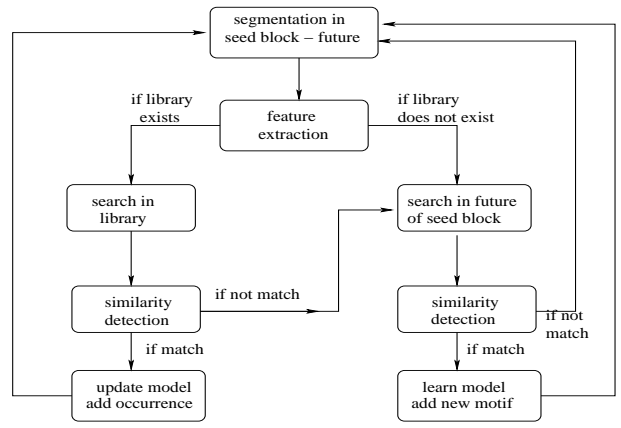 segmentation in
seed block – future
if library
exists
feature
extraction
if library
does not exist
search in
library
search in future
of seed block
if not match
similarity
detection
similarity
detection
if not
match
if match
if match
update model
add occurrence
learn model
add new motif